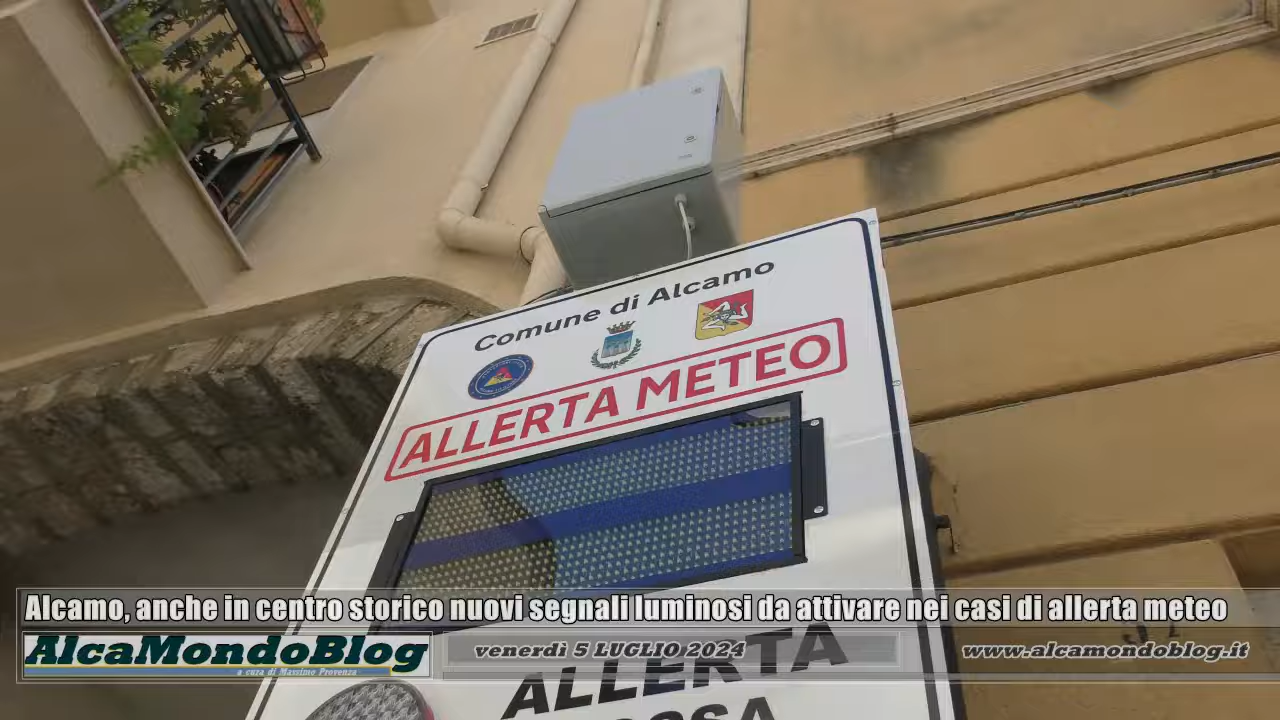 Comune di Alcamo
ALLERTA METEO
ALLERTA
Alcamo, anche in centro storico nuovi segnali luminosi da attivare nei casi di allerta meteo
AlcaMondoBlog
a cura di Massimo Provenza
venerdì 5 LUGLIO 2024
www.alcamondoblog.it